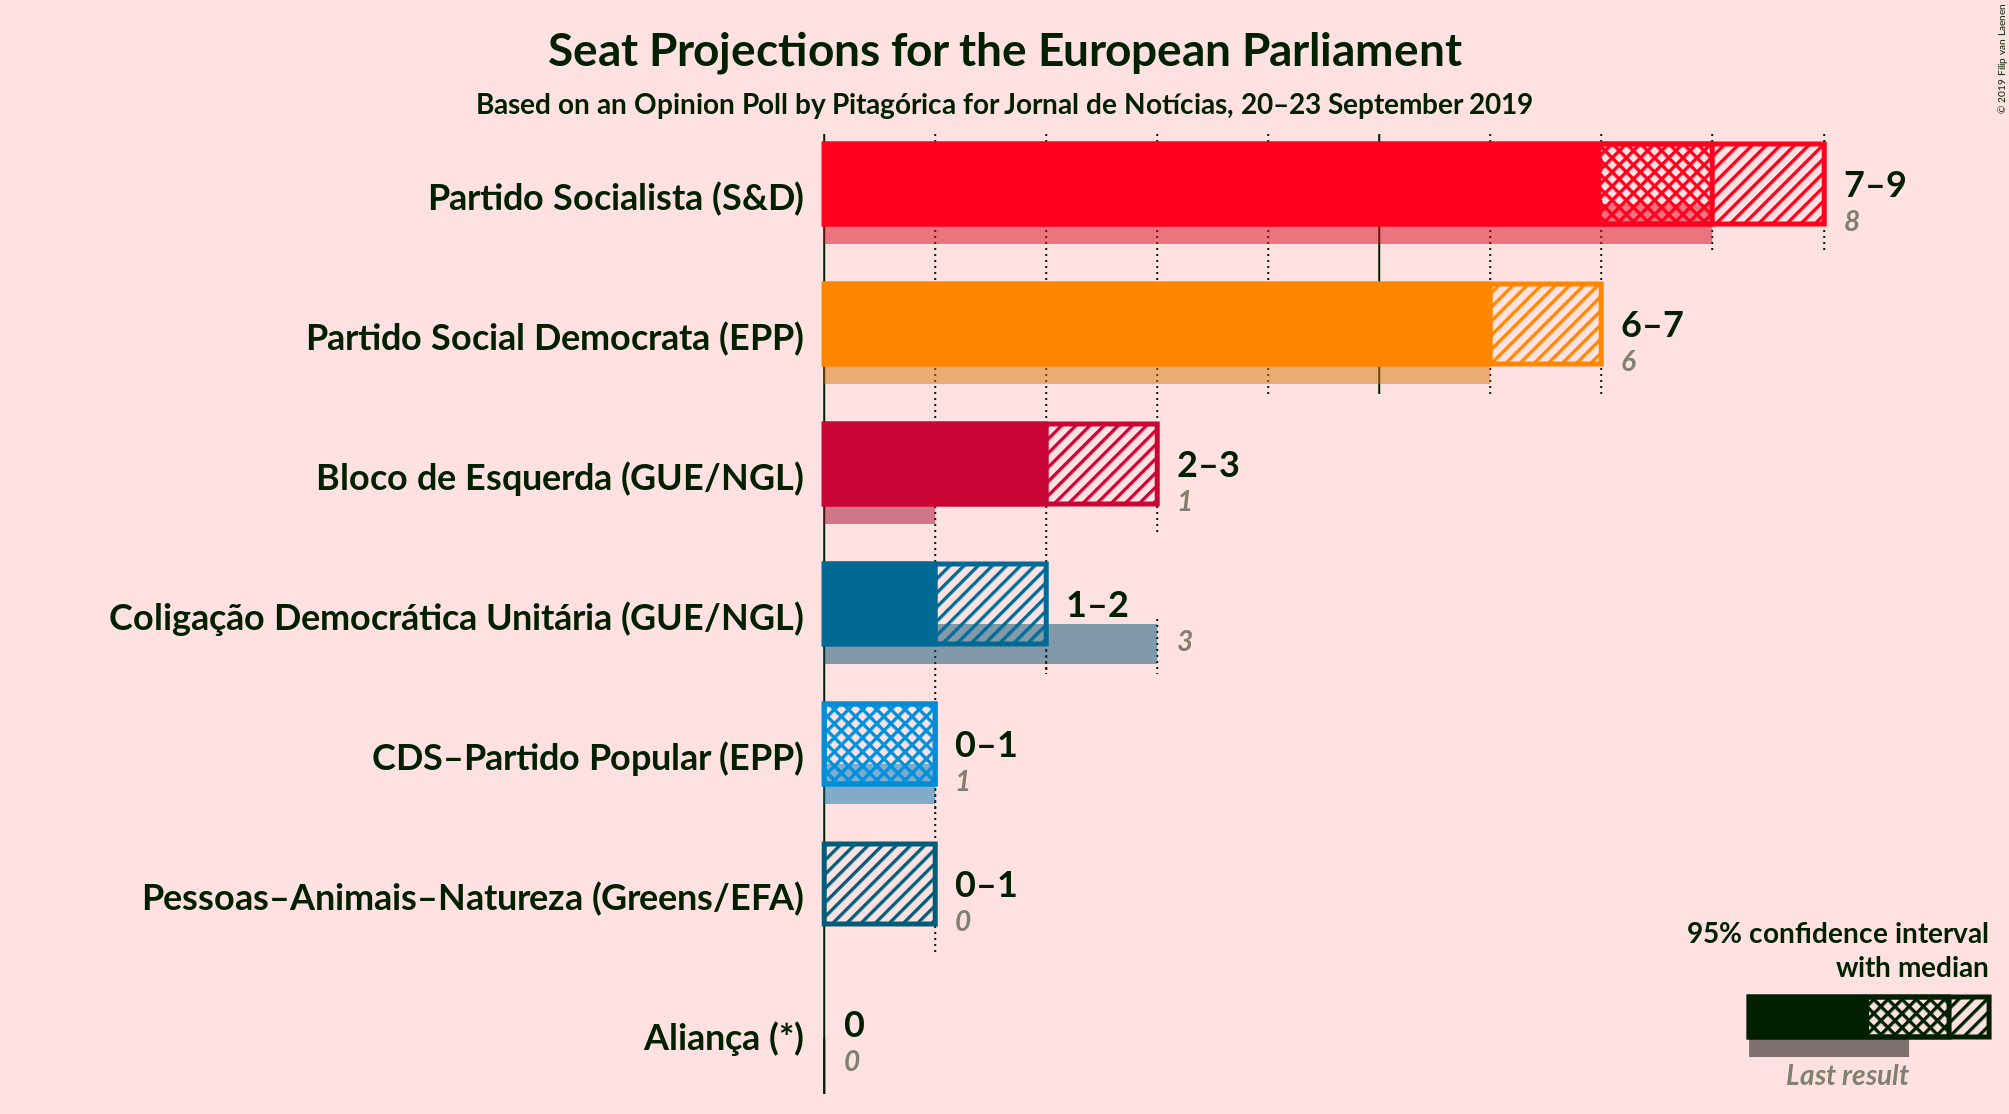 Seat Projections for the European Parliament
Based on an Opinion Poll by Pitagórica for Jornal de Notícias, 20–23 September 2019
© 2019 Filip van Laenen
Partido Socialista (S&D)
7–9
8
Partido Social Democrata (EPP)
6–7
6
Bloco de Esquerda (GUE/NGL)
2–3
1
Coligação Democrática Unitária (GUE/NGL)
1–2
3
CDS–Partido Popular (EPP)
0–1
1
Pessoas–Animais–Natureza (Greens/EFA)
0–1
0
Aliança (*)
0
0
95% confidence interval
with median
Last result